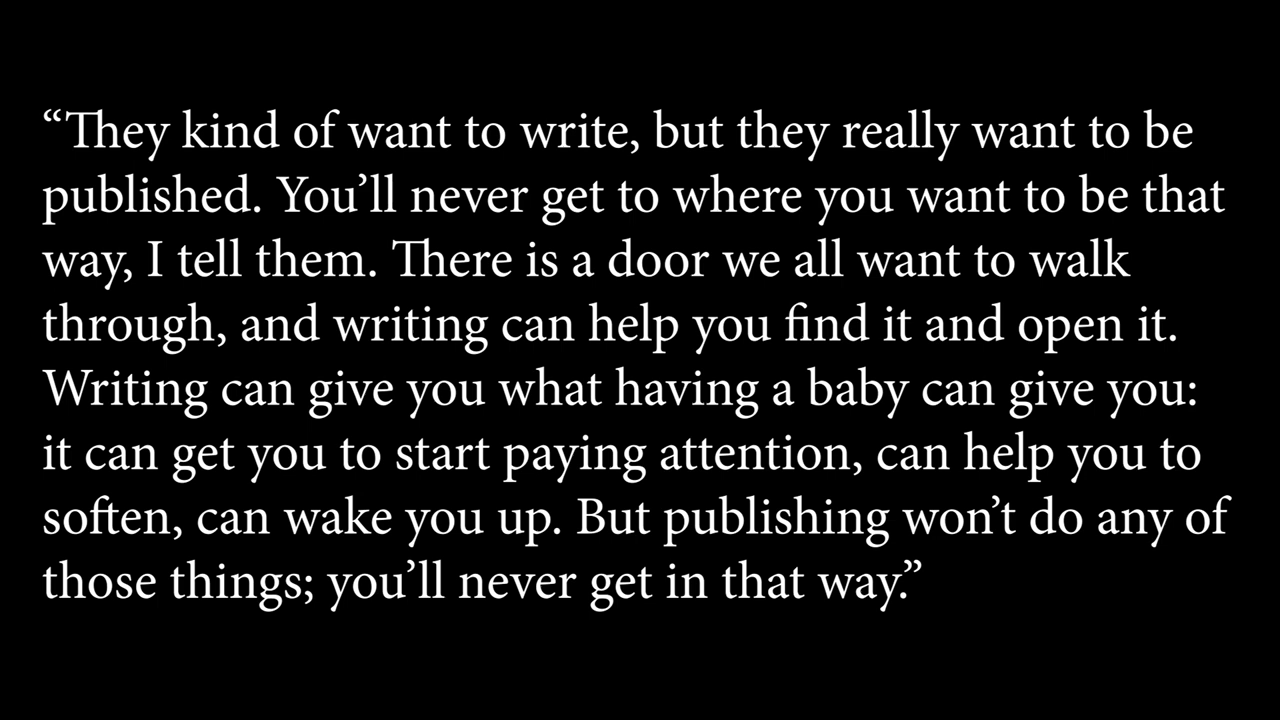 “They kind of want to write, but they really want to be
published. You’ll never get to where you want to be that
way, I tell them. There is a door we all want to walk
through, and writing can help you find it and open it.
Writing can give you what having a baby can give you:
it can get you to start paying attention, can help you to
soften, can wake you up. But publishing won’t do any of
those things; you’ll never get in that way.”